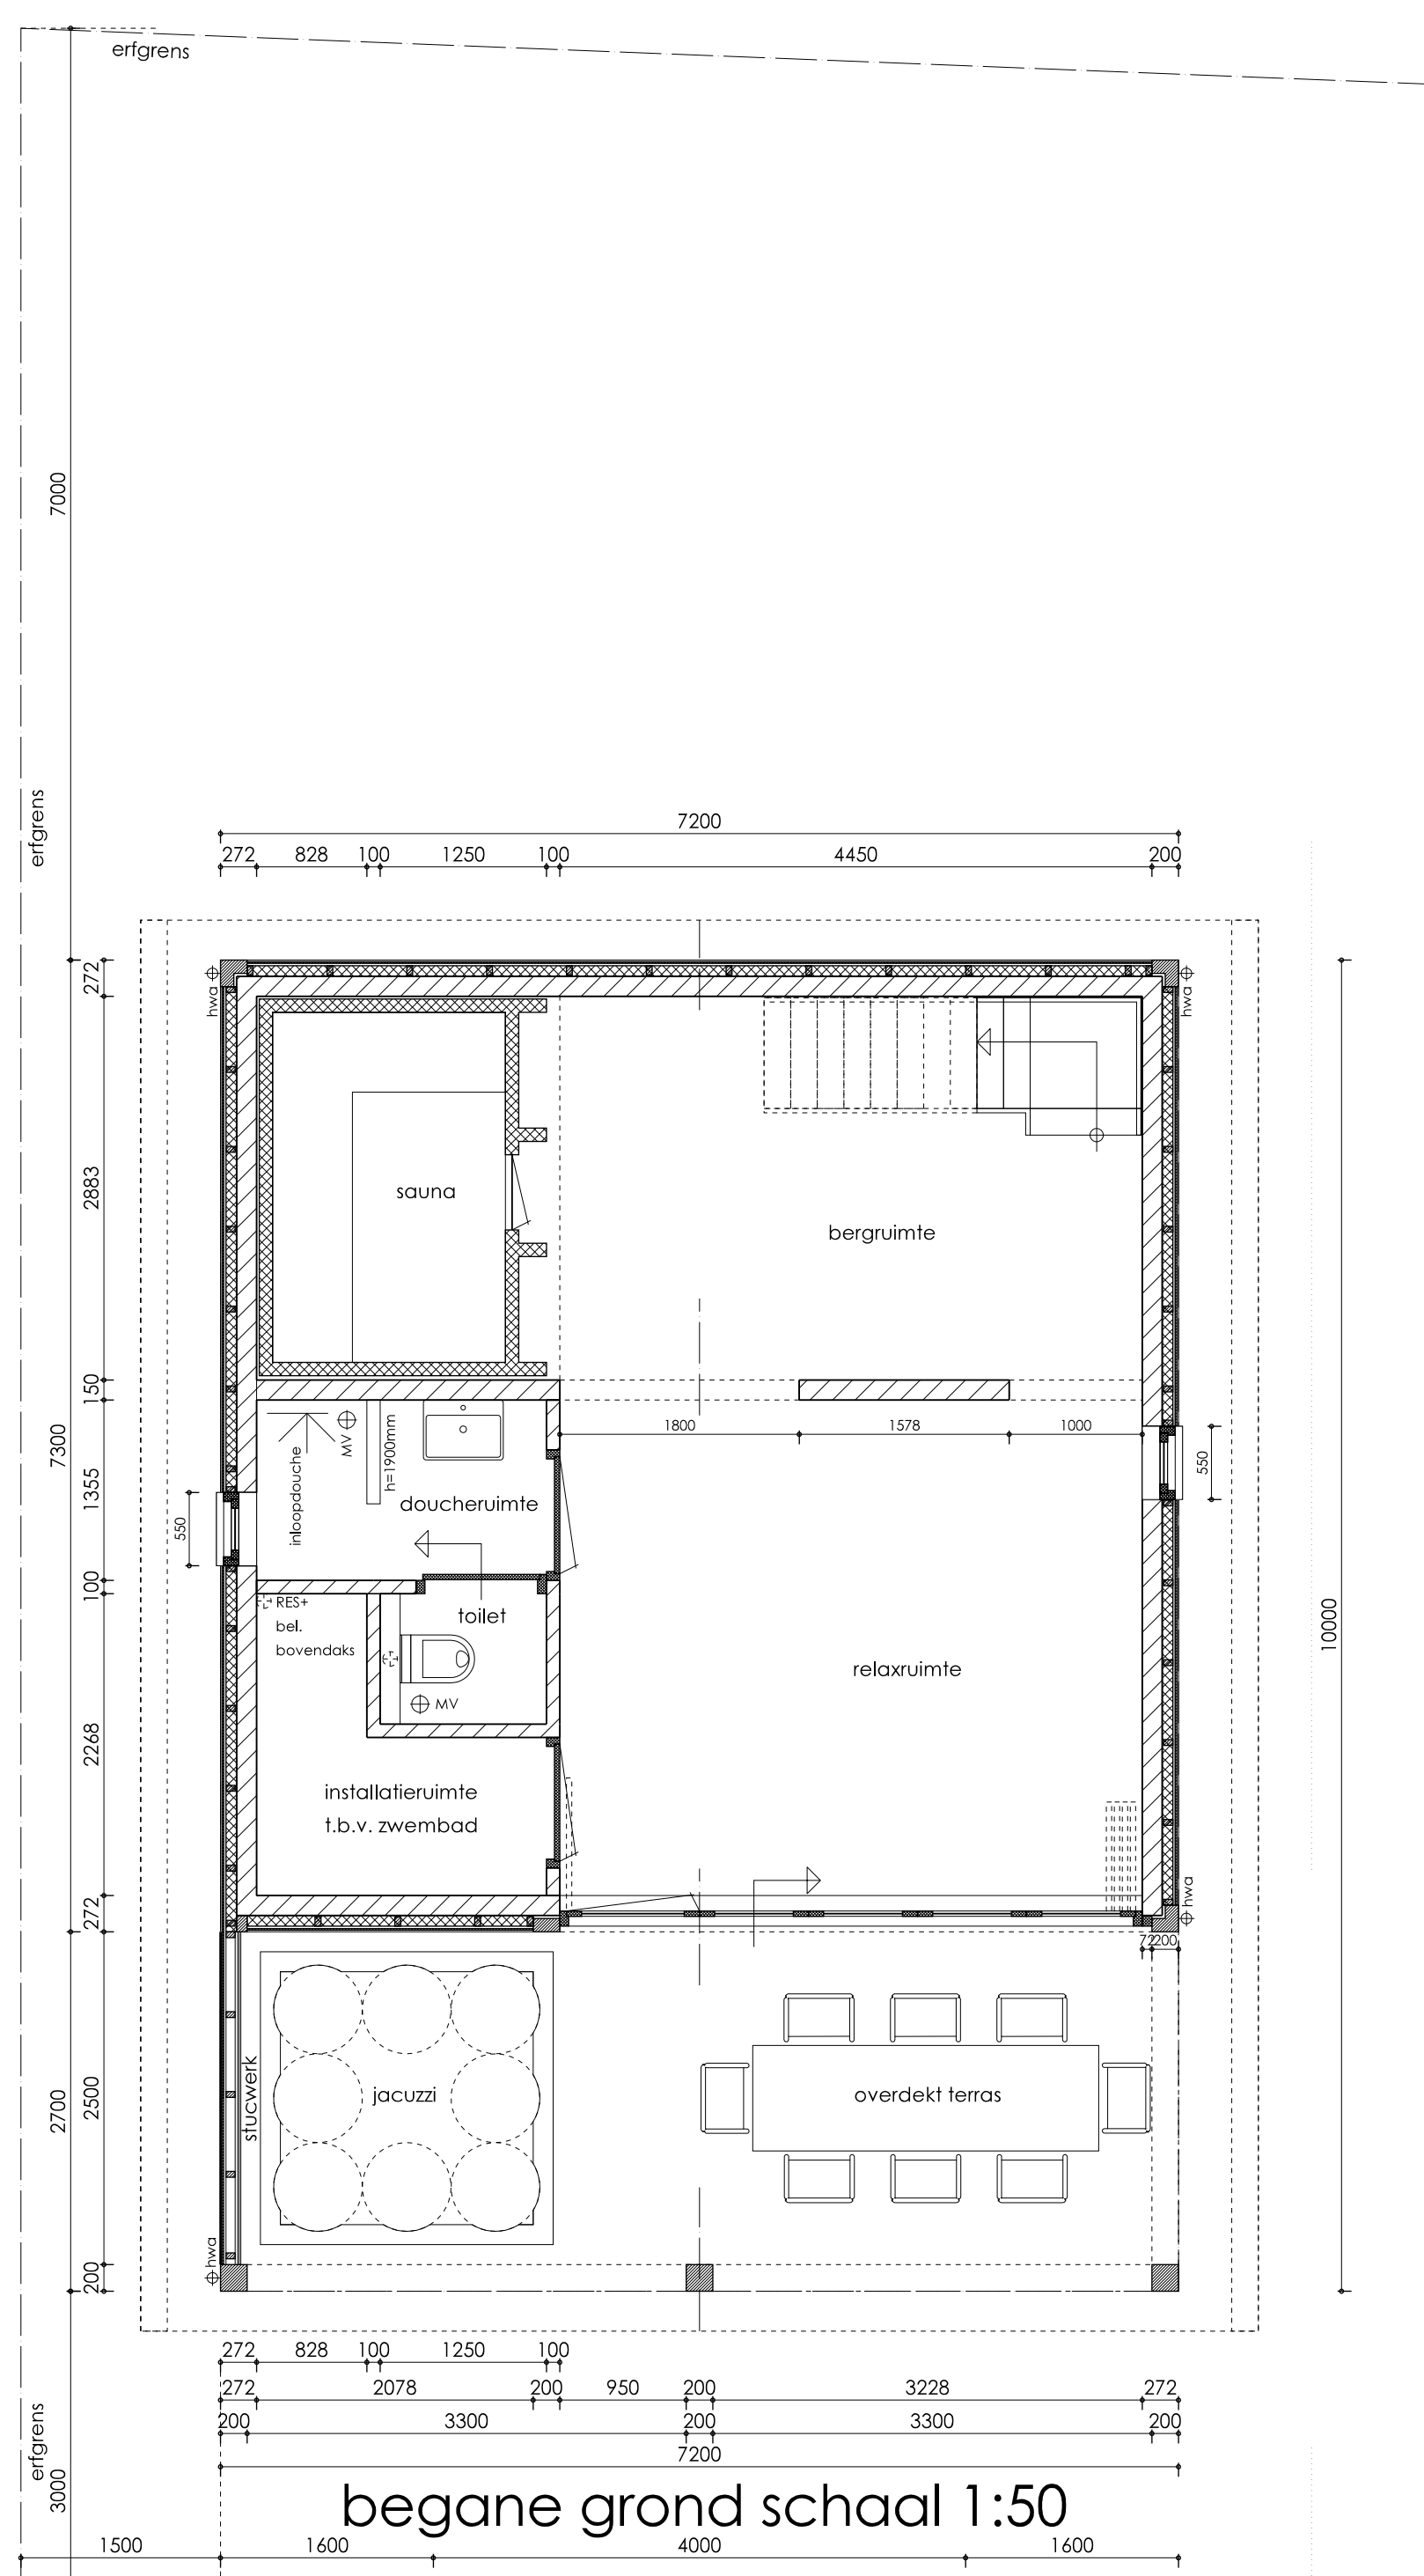 erfgrens
7000
erfgrens
7200
272 828 100 1250 100 4450 200
272
hwa
hwa
2883
sauna
bergruimte
150
1800 1578 1000
7300
1355
MV
h=1900mm
inloopdouche
doucheruimte
550
550
100
RES+
bel.
bovendaks
toilet
MV
10000
relaxruimte
2268
installatieruimte
t.b.v. zwembad
272
hwa
72 200
2700
2500
stucwerk
jacuzzi
overdekt terras
hwa
200
272 828 100 1250 100
272 2078 200 950 200 3228 272
200 3300 200 3300 200
7200
erfgrens
3000
begane grond schaal 1:50
1500 1600 4000 1600